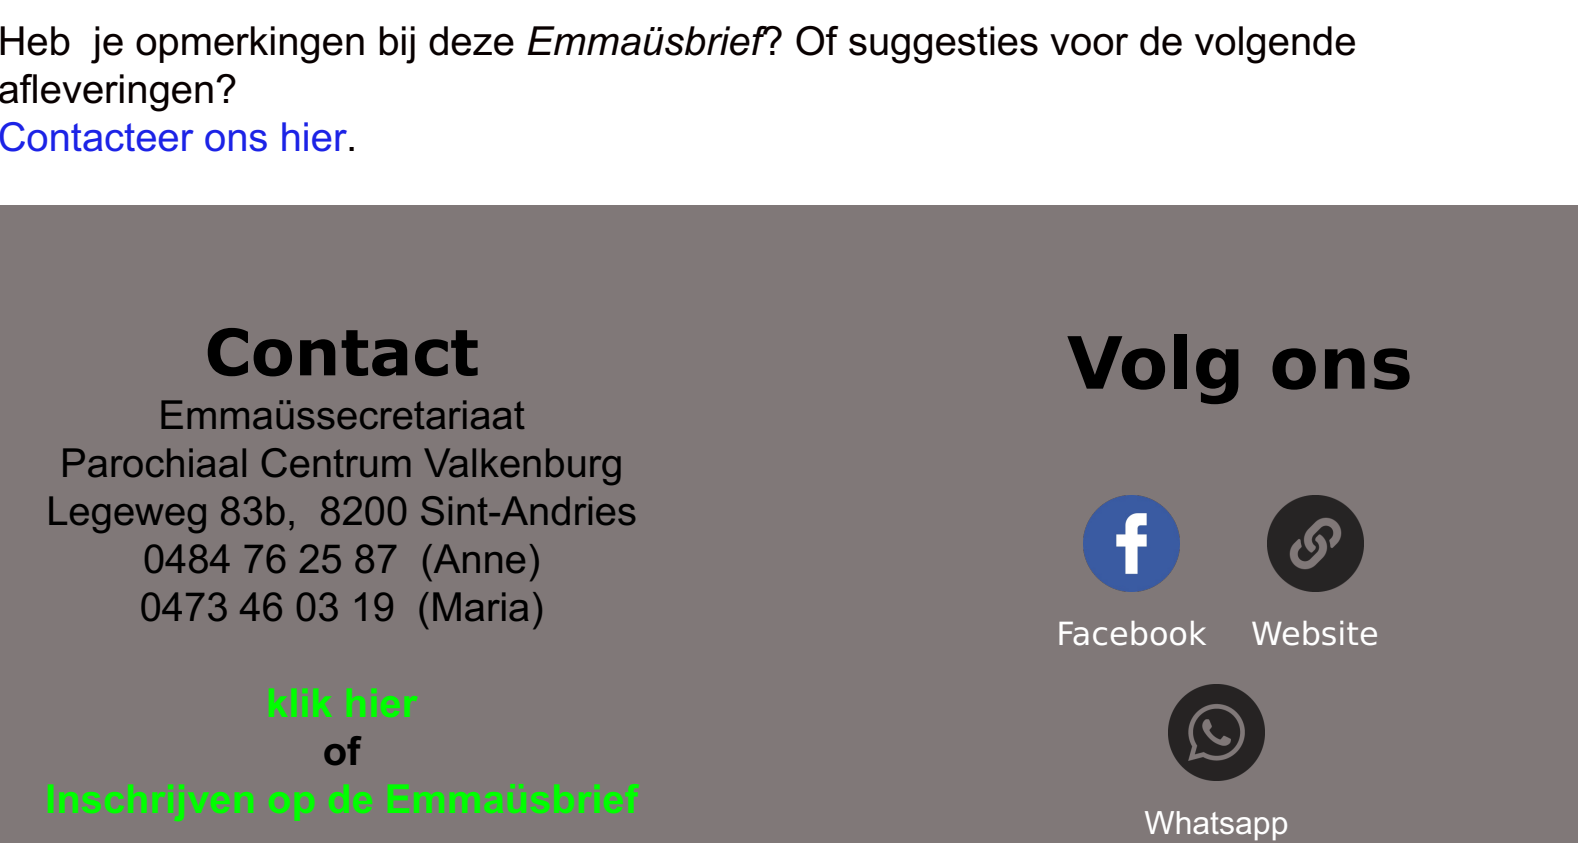 Heb  je opmerkingen bij deze Emmaüsbrief? Of suggesties voor de volgende
afleveringen?
Contacteer ons hier.
Contact
Emmaüssecretariaat
Parochiaal Centrum Valkenburg
Legeweg 83b,  8200 Sint-Andries
0484 76 25 87  (Anne)
0473 46 03 19  (Maria)
klik hier
of
Inschrijven op de Emmaüsbrief
Volg ons
Facebook
Website
Whatsapp